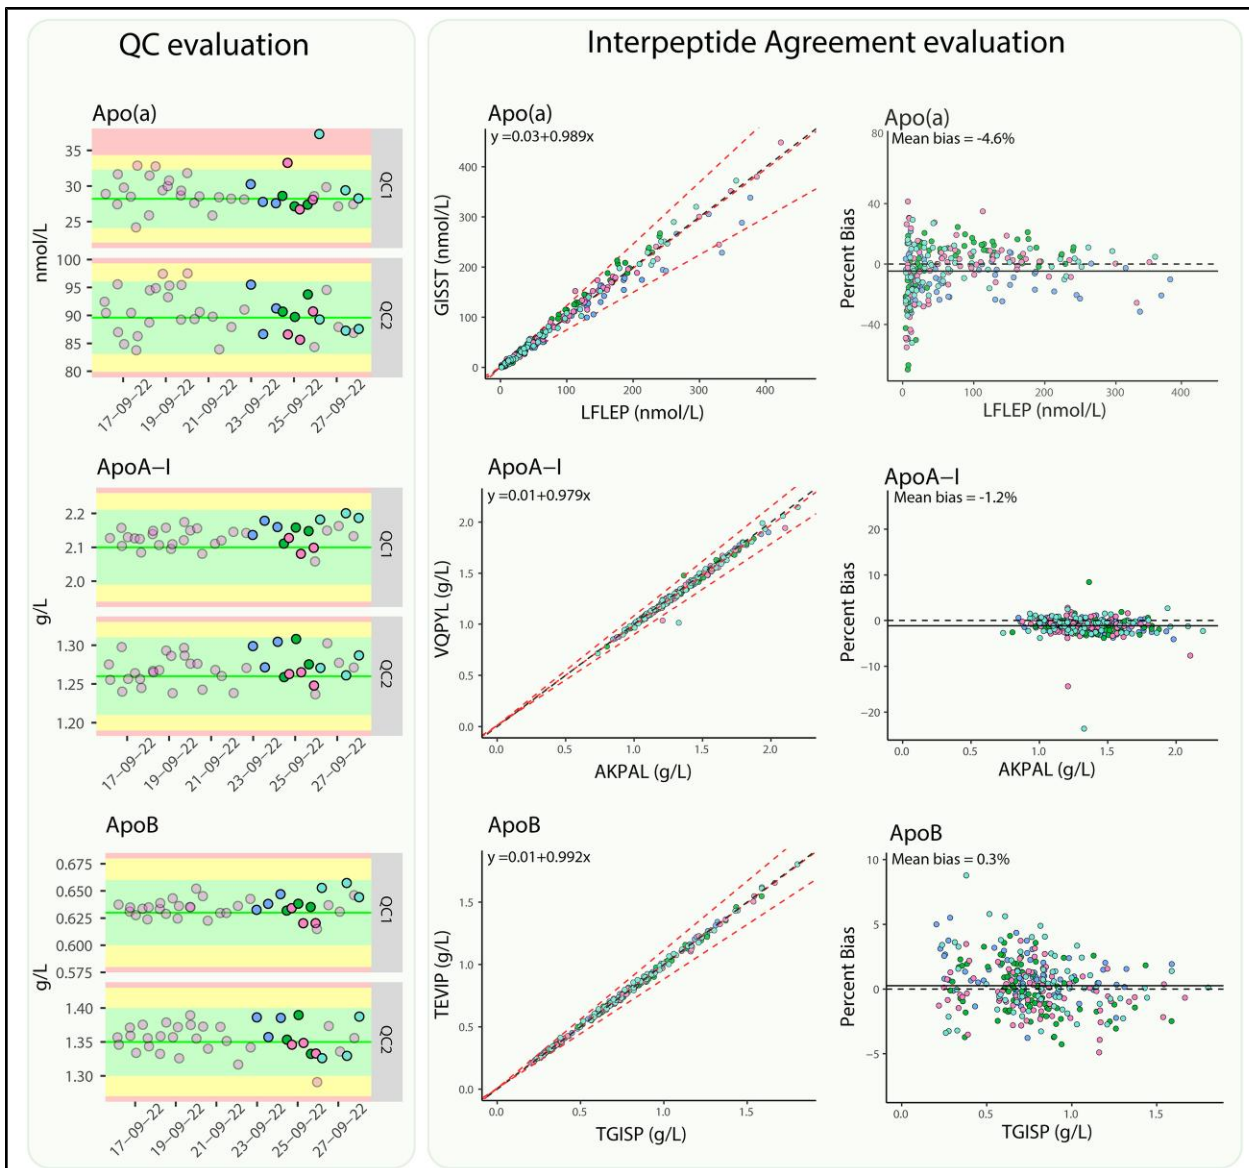 QC evaluation
Interpeptide Agreement evaluation
Apo(a)
35
30
25
QC1
nmol/L
100
95
90
85
80
QC2
17-09-22
19-09-22
21-09-22
23-09-22
25-09-22
27-09-22
Apo(a)
y =0.03+0.989x
400
300
200
100
0
GISST (nmol/L)
0
100
200
300
400
LFLEP (nmol/L)
Apo(a)
Mean bias = -4.6%
80
40
0
−40
Percent Bias
0
100
200
300
400
LFLEP (nmol/L)
ApoA−I
2.2
2.1
2.0
QC1
g/L
1.30
1.25
1.20
QC2
17-09-22
19-09-22
21-09-22
23-09-22
25-09-22
27-09-22
ApoA−I
y =0.01+0.979x
2.0
1.5
1.0
0.5
0.0
VQPYL (g/L)
0.0
0.5
1.0
1.5
2.0
AKPAL (g/L)
ApoA−I
Mean bias = -1.2%
20
10
0
−10
−20
Percent Bias
0.0
0.5
1.0
1.5
2.0
AKPAL (g/L)
ApoB
0.675
0.650
0.625
0.600
0.575
QC1
g/L
1.40
1.35
1.30
QC2
17-09-22
19-09-22
21-09-22
23-09-22
25-09-22
27-09-22
ApoB
y =0.01+0.992x
1.5
1.0
0.5
0.0
TEVIP (g/L)
0.0
0.5
1.0
1.5
TGISP (g/L)
ApoB
Mean bias = 0.3%
10
5
0
−5
Percent Bias
0.0
0.5
1.0
1.5
TGISP (g/L)